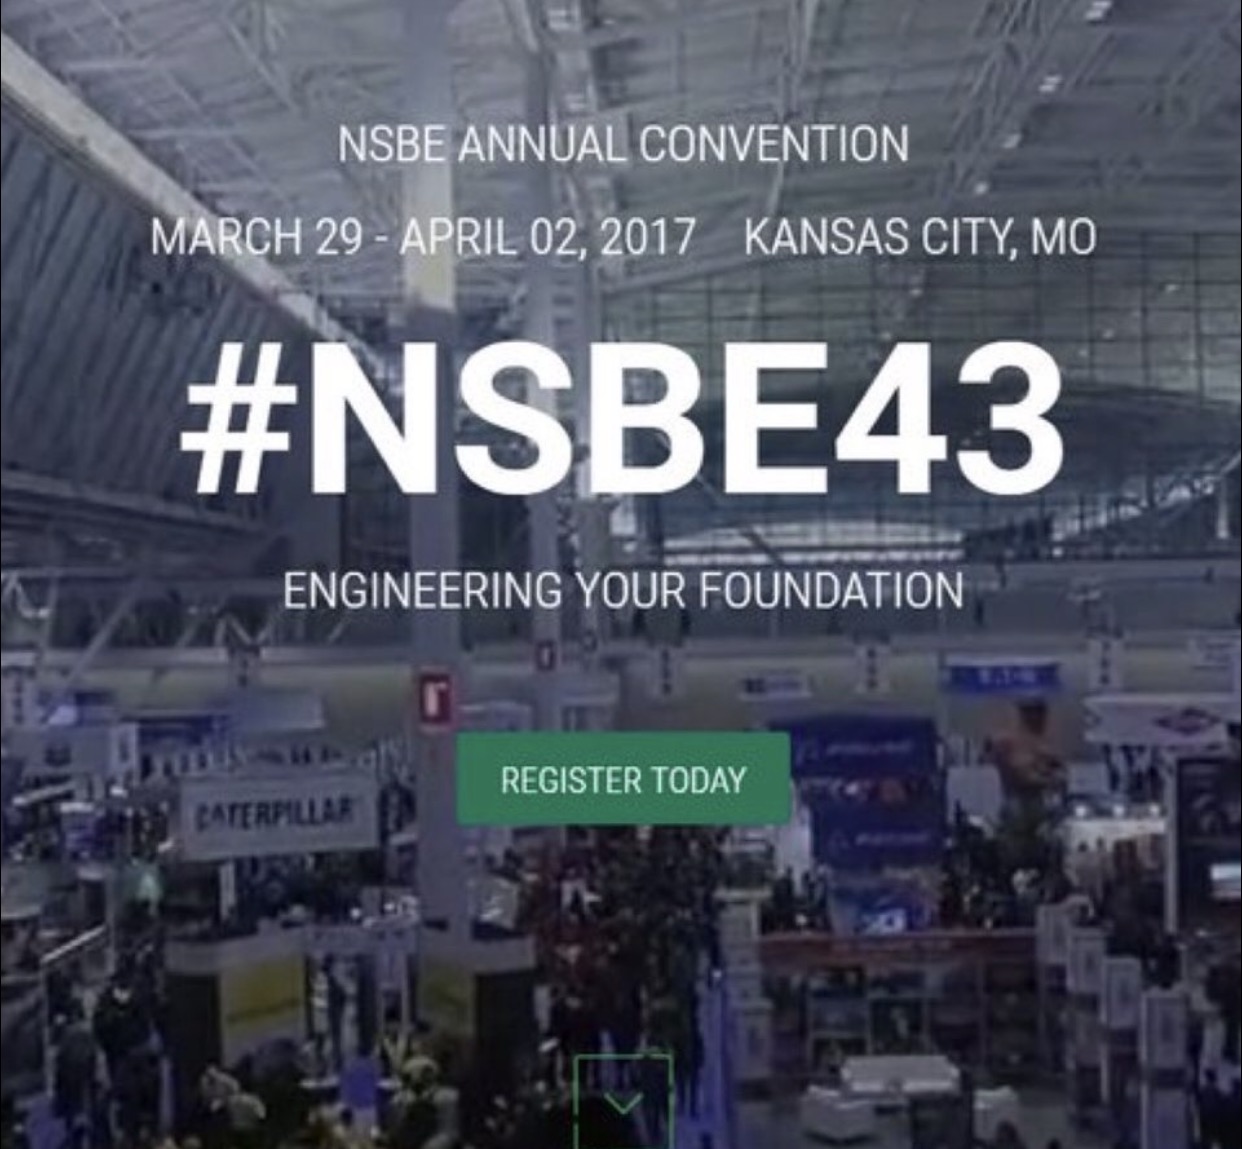 NSBE ANNUAL CONVENTION
MARCH 29 - APRIL 02, 2017 KANSAS CITY, MO
#NSBE43
ENGINEERING YOUR FOUNDATION
REGISTER TODAY
CATERPILLAR